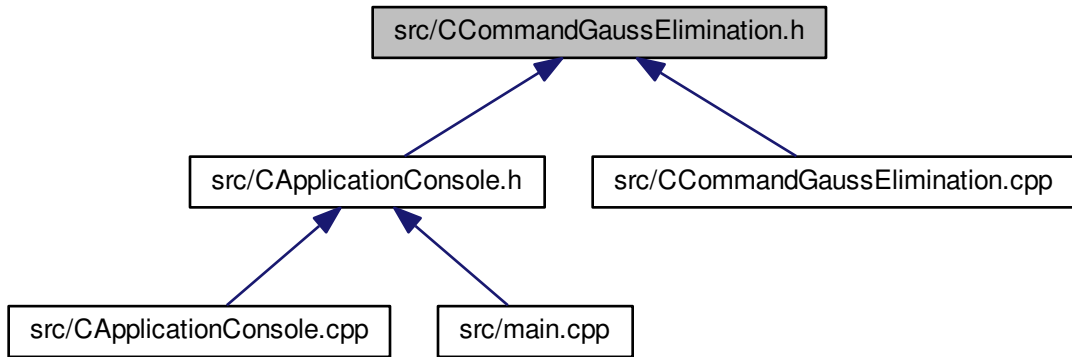 src/CCommandGaussElimination.h
src/CApplicationConsole.h
src/CCommandGaussElimination.cpp
src/CApplicationConsole.cpp
src/main.cpp